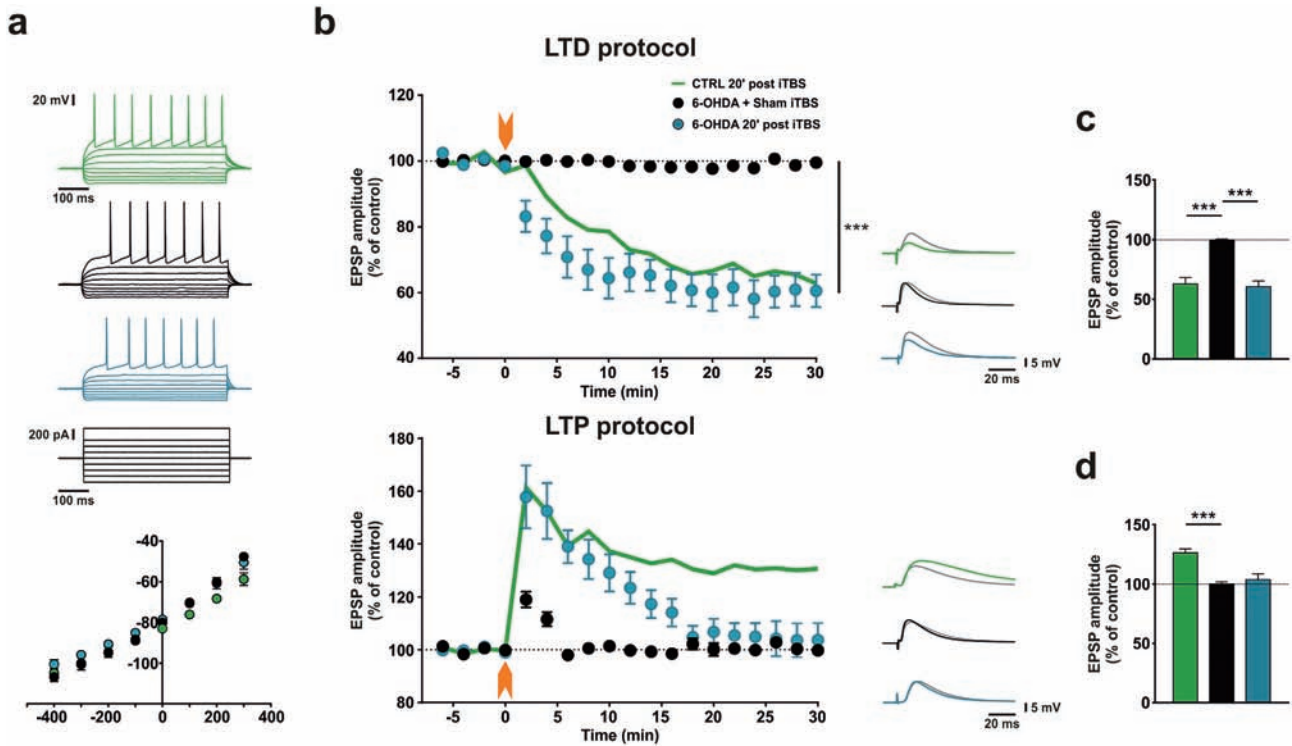 a
20 mV
100 ms
200 pA
100 ms
-40
-60
-80
-100
-400
-200
0
200
400
b
LTD protocol
CTRL 20' post iTBS
6-OHDA + Sham iTBS
6-OHDA 20' post iTBS
EPSP amplitude
(% of control)
120
100
80
60
40
-5
0
5
10
15
20
25
30
Time (min)
***
5 mV
20 ms
LTP protocol
EPSP amplitude
(% of control)
180
160
140
120
100
80
-5
0
5
10
15
20
25
30
Time (min)
5 mV
20 ms
c
EPSP amplitude
(% of control)
150
100
50
0
***
***
d
EPSP amplitude
(% of control)
150
100
50
0
***